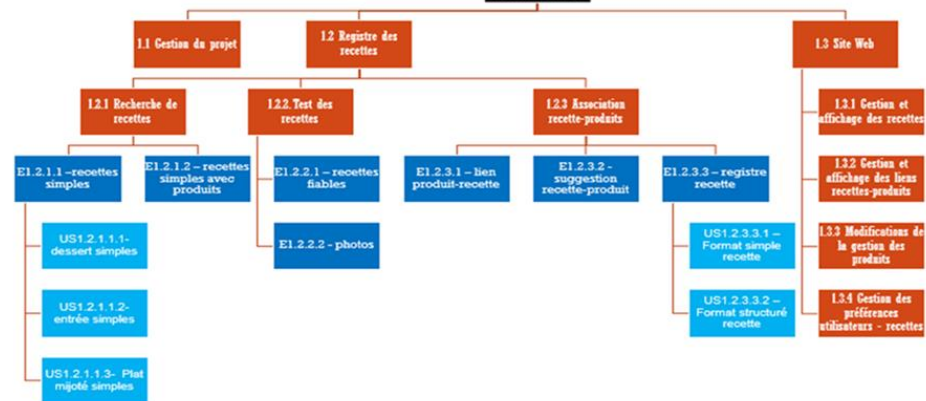 1.1 Gestion du projet
1.2 Registre des
recettes
1.3 Site Web
1.2.1 Recherche de
recettes
1.2.2. Test des
recettes
1.2.3 Association
recette-produits
1.3.1 Gestion et
affichage des recettes
E1.2.1.1 –recettes
simples
E1.2.1.2 – recettes
simples avec
produits
E1.2.2.1 – recettes
fiables
E1.2.3.1 – lien
produit-recette
E1.2.3.2 -
suggestion
recette-produit
E1.2.3.3 – registre
recette
1.3.2 Gestion et
affichage des liens
recettes-produits
US1.2.1.1.1-
dessert simples
E1.2.2.2 - photos
US1.2.3.3.1 –
Format simple
recette
1.3.3 Modifications de
la gestion des
produits
US1.2.1.1.2-
entrée simples
US1.2.3.3.2 –
Format structuré
recette
1.3.4 Gestion des
préférences
utilisateurs - recettes
US1.2.1.1.3- Plat
mijoté simples